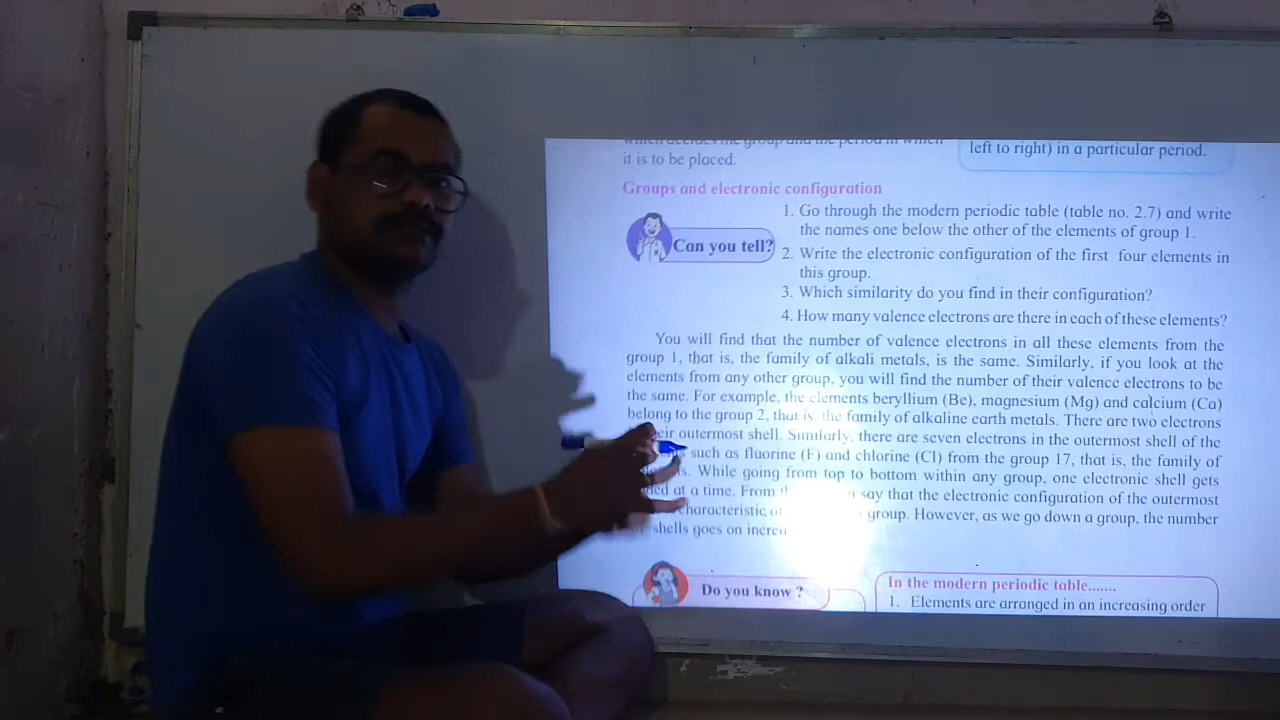 which decides the group and the period in which
it is to be placed.
left to right) in a particular period.
Groups and electronic configuration
Can you tell?
1. Go through the modern periodic table (table no. 2.7) and write
the names one below the other of the elements of group 1.
2. Write the electronic configuration of the first four elements in
this group.
3. Which similarity do you find in their configuration?
4. How many valence electrons are there in each of these elements?
You will find that the number of valence electrons in all these elements from the
group 1, that is, the family of alkali metals, is the same. Similarly, if you look at the
elements from any other group, you will find the number of their valence electrons to be
the same. For example, the elements beryllium (Be), magnesium (Mg) and calcium (Ca)
belong to the group 2, that is, the family of alkaline earth metals. There are two electrons
outermost shell. Similarly, there are seven electrons in the outermost shell of the
such as fluorine (F) and chlorine (Cl) from the group 17, that is, the family of
While going from top to bottom within any group, one electronic shell gets
at a time. From say that the electronic configuration of the outermost
characteristic group. However, as we go down a group, the number
shells goes on
Do you know ?
In the modern periodic table.......
1. Elements are arranged in an increasing order